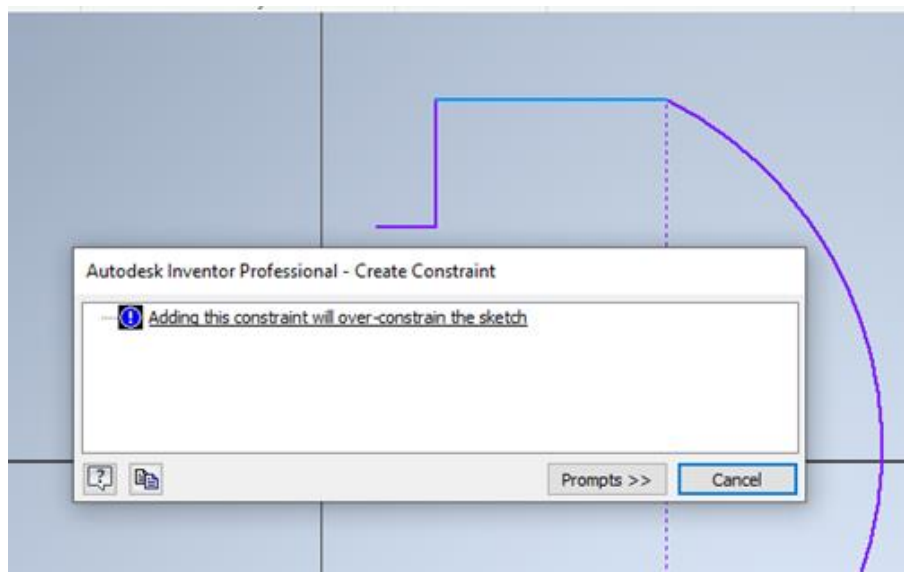 Autodesk Inventor Professional - Create Constraint
Adding this constraint will over-constrain the sketch
Prompts >>
Cancel